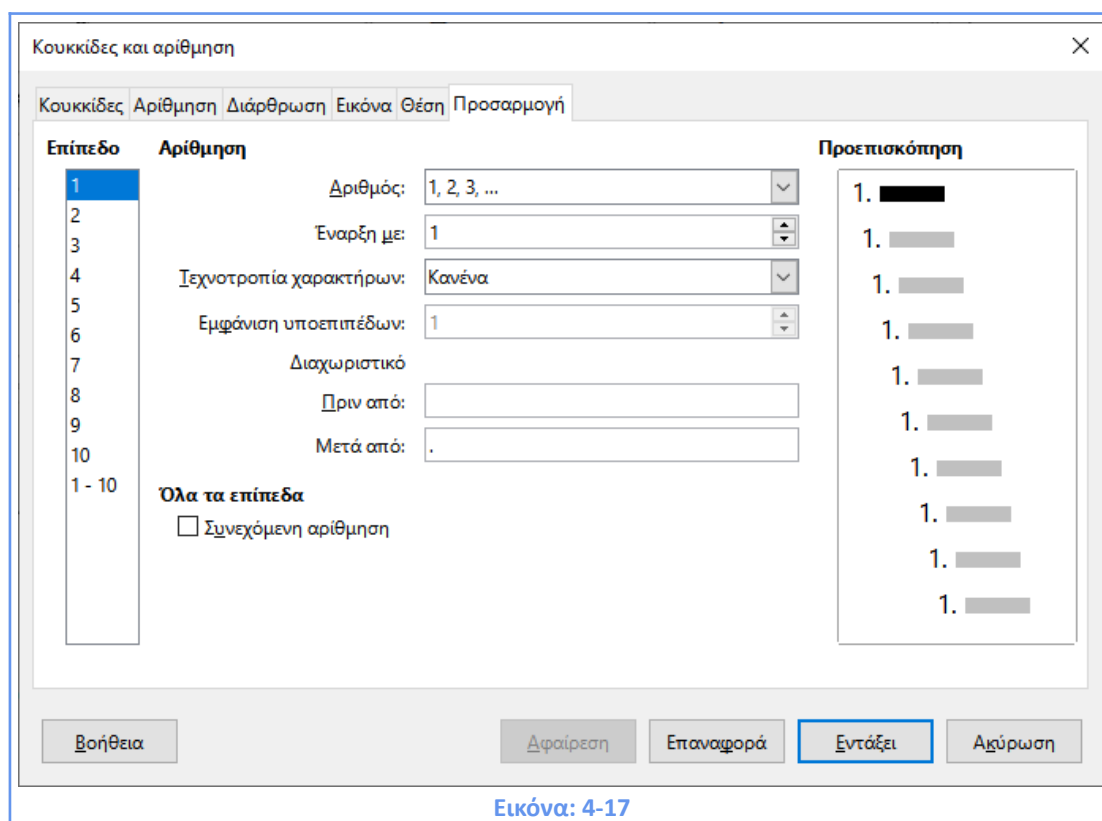 Κουκκίδες και αρίθμηση
Κουκκίδες Αρίθμηση Διάρθρωση Εικόνα Θέση Προσαρμογή
Επίπεδο Αρίθμηση Προεπισκόπηση
1
2
3
4
5
6
7
8
9
10
1 - 10
Αριθμός: 1, 2, 3, ...
Έναρξη με: 1
Τεχνοτροπία χαρακτήρων: Κανένα
Εμφάνιση υποεπιπέδων: 1
Διαχωριστικό
Πριν από:
Μετά από: .
Όλα τα επίπεδα
Συνεχόμενη αρίθμηση
1.
1.
1.
1.
1.
1.
1.
1.
1.
1.
Βοήθεια Αφαίρεση Επαναφορά Εντάξει Ακύρωση
Εικόνα: 4-17